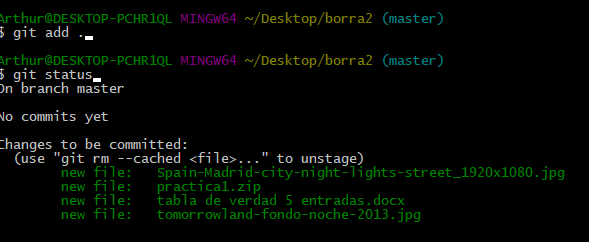 Arthur@DESKTOP-PCHR1QL MINGW64 ~/Desktop/borra2 (master)
$ git add .
Arthur@DESKTOP-PCHR1QL MINGW64 ~/Desktop/borra2 (master)
$ git status
On branch master
No commits yet
Changes to be committed:
(use "git rm --cached <file>..." to unstage)
new file: Spain-Madrid-city-night-lights-street_1920x1080.jpg
new file: practica1.zip
new file: tabla de verdad 5 entradas.docx
new file: tomorrowland-fondo-noche-2013.jpg